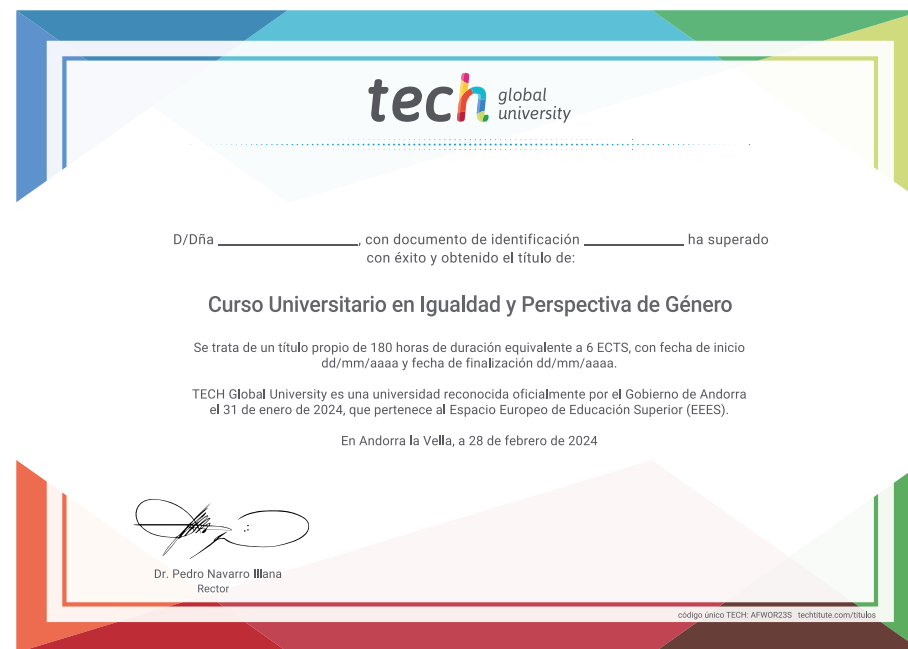 tech global university
D/Dña ____________, con documento de identificación ____________ ha superado
con éxito y obtenido el título de:
Curso Universitario en Igualdad y Perspectiva de Género
Se trata de un título propio de 180 horas de duración equivalente a 6 ECTS, con fecha de inicio
dd/mm/aaaa y fecha de finalización dd/mm/aaaa.
TECH Global University es una universidad reconocida oficialmente por el Gobierno de Andorra
el 31 de enero de 2024, que pertenece al Espacio Europeo de Educación Superior (EEES).
En Andorra la Vella, a 28 de febrero de 2024
Dr. Pedro Navarro Illana
Rector
código único TECH: AFWOR23S techtitute.com/titulos